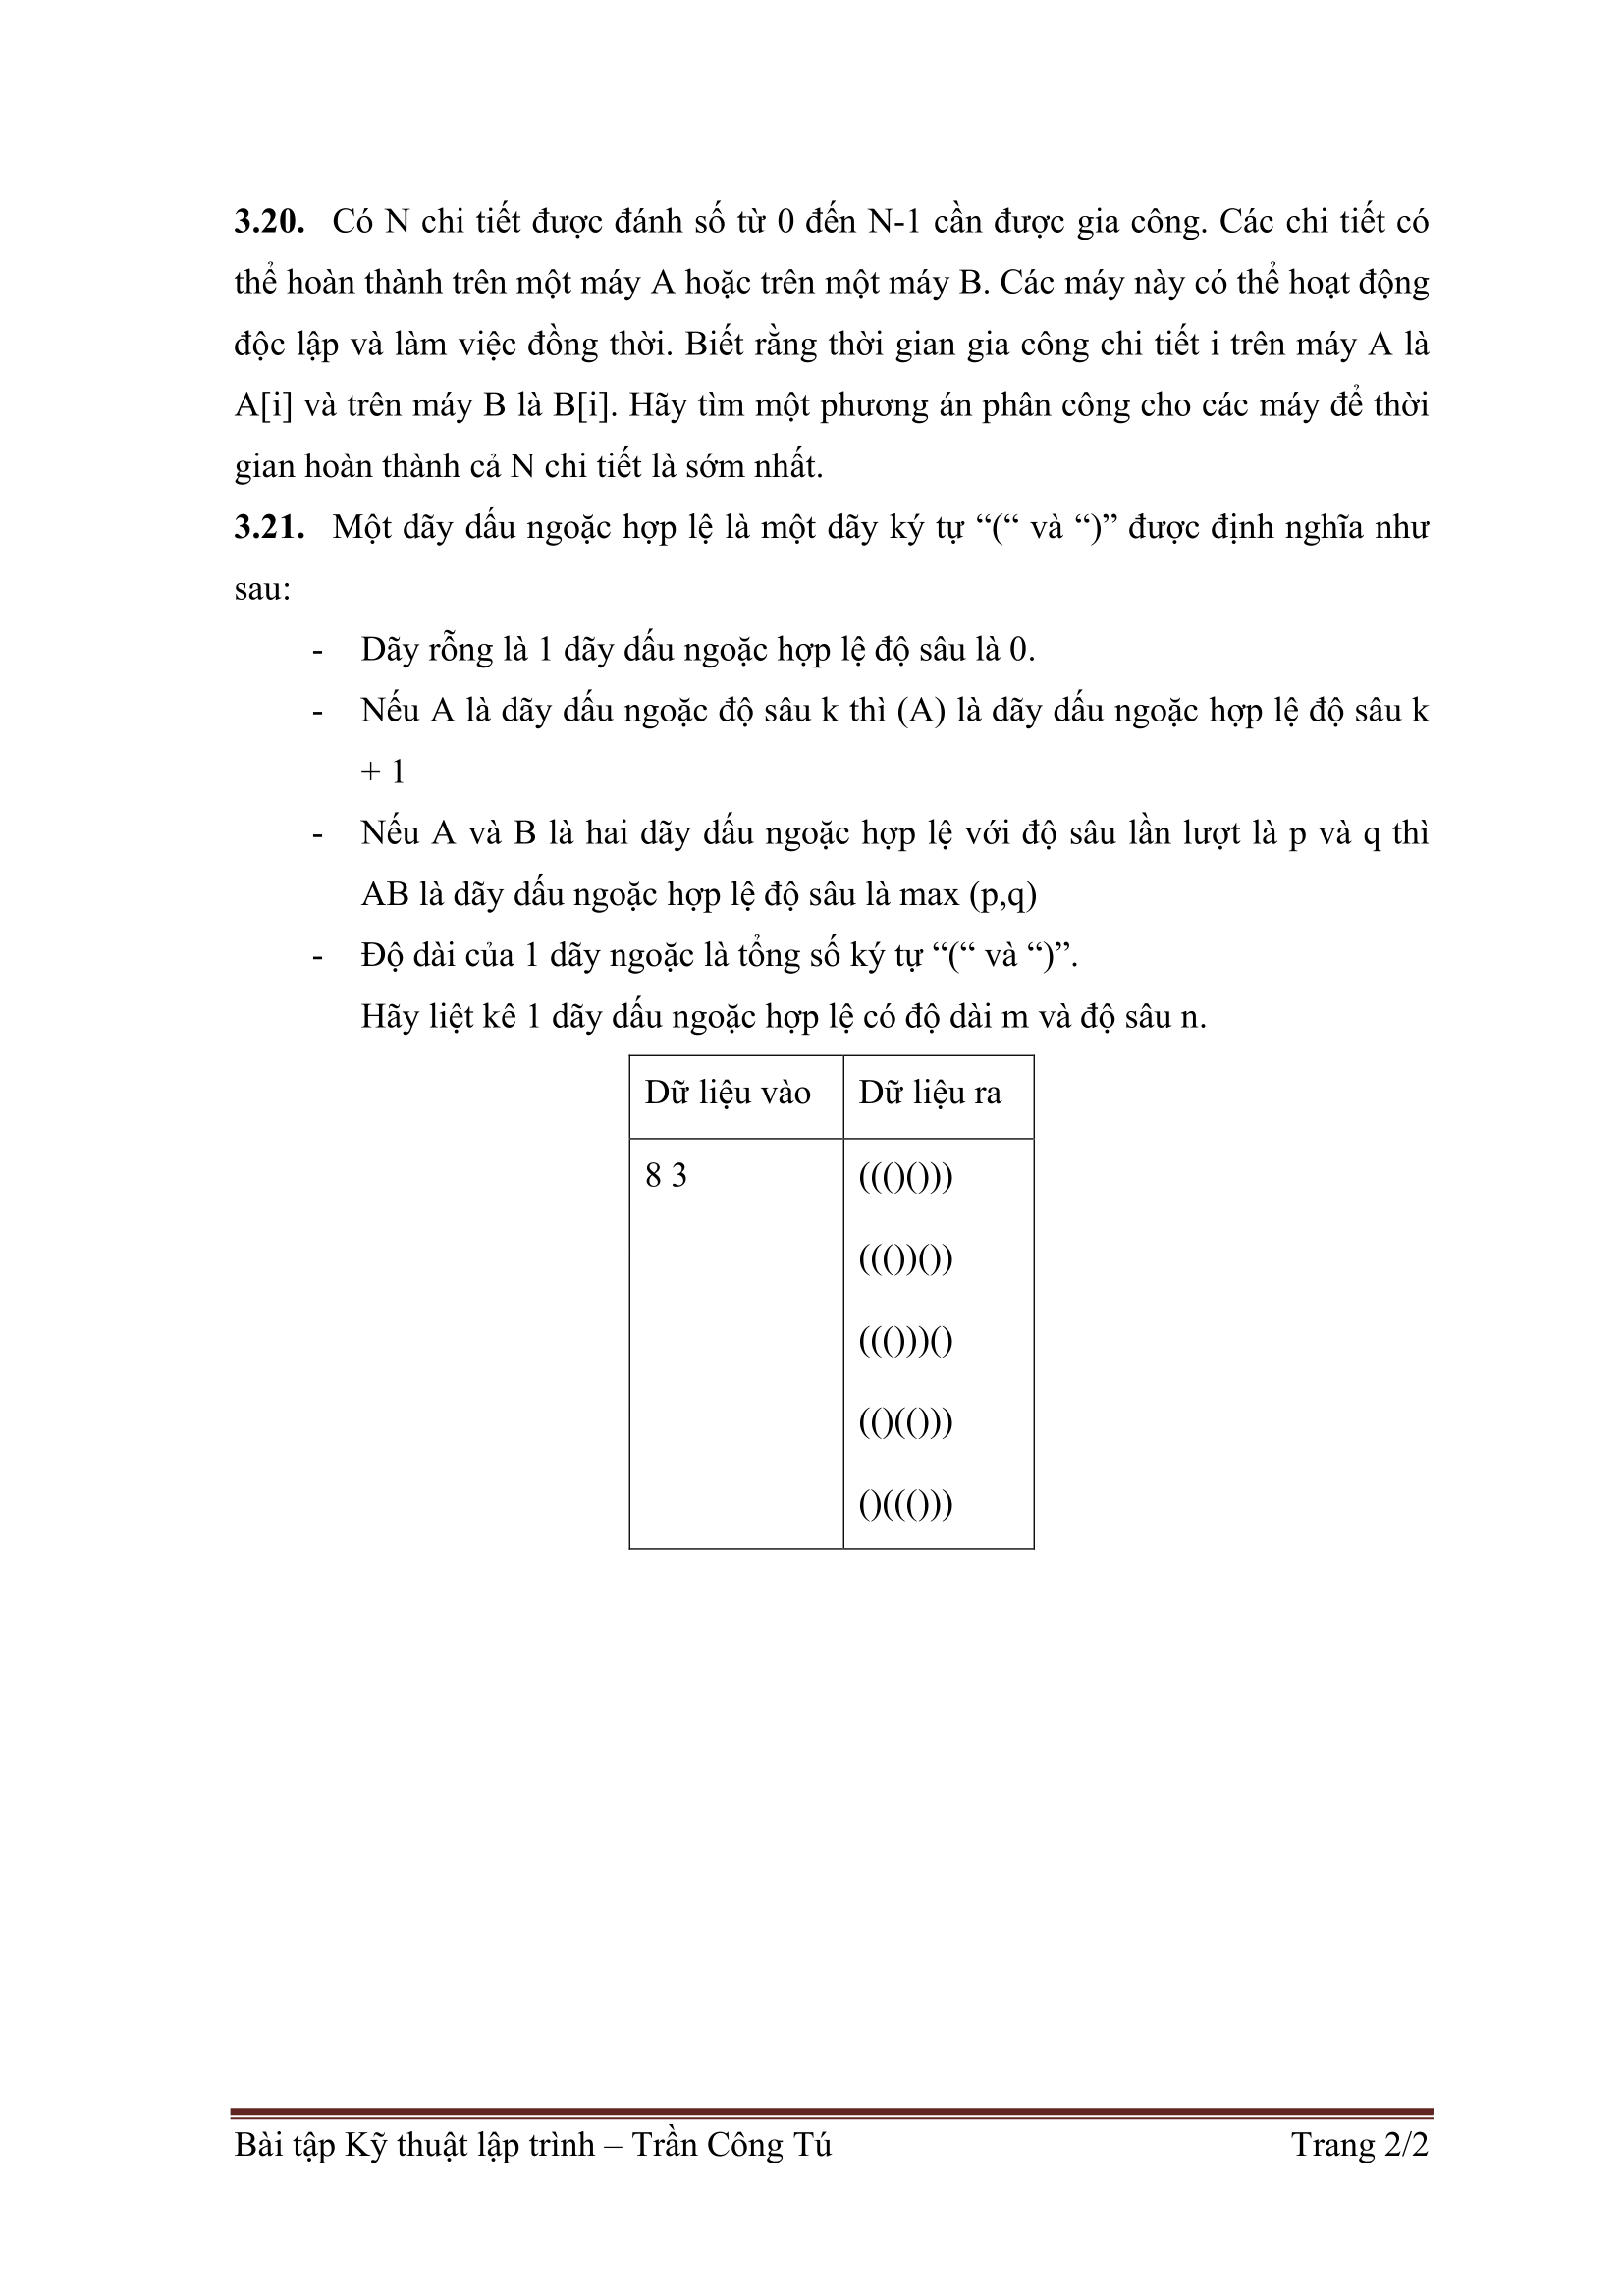 3.20. Có N chi tiết được đánh số từ 0 đến N-1 cần được gia công. Các chi tiết có
thể hoàn thành trên một máy A hoặc trên một máy B. Các máy này có thể hoạt động
độc lập và làm việc đồng thời. Biết rằng thời gian gia công chi tiết i trên máy A là
A[i] và trên máy B là B[i]. Hãy tìm một phương án phân công cho các máy để thời
gian hoàn thành cả N chi tiết là sớm nhất.
3.21. Một dãy dấu ngoặc hợp lệ là một dãy ký tự “(“ và “)” được định nghĩa như
sau:
- Dãy rỗng là 1 dãy dấu ngoặc hợp lệ độ sâu là 0.
- Nếu A là dãy dấu ngoặc độ sâu k thì (A) là dãy dấu ngoặc hợp lệ độ sâu k
+ 1
- Nếu A và B là hai dãy dấu ngoặc hợp lệ với độ sâu lần lượt là p và q thì
AB là dãy dấu ngoặc hợp lệ độ sâu là max (p,q)
- Độ dài của 1 dãy ngoặc là tổng số ký tự “(“ và “)”.
Hãy liệt kê 1 dãy dấu ngoặc hợp lệ có độ dài m và độ sâu n.
Dữ liệu vào Dữ liệu ra
8 3 ((()()))
((())())
((()))()
(()(()))
()((()))
Bài tập Kỹ thuật lập trình – Trần Công Tú Trang 2/2